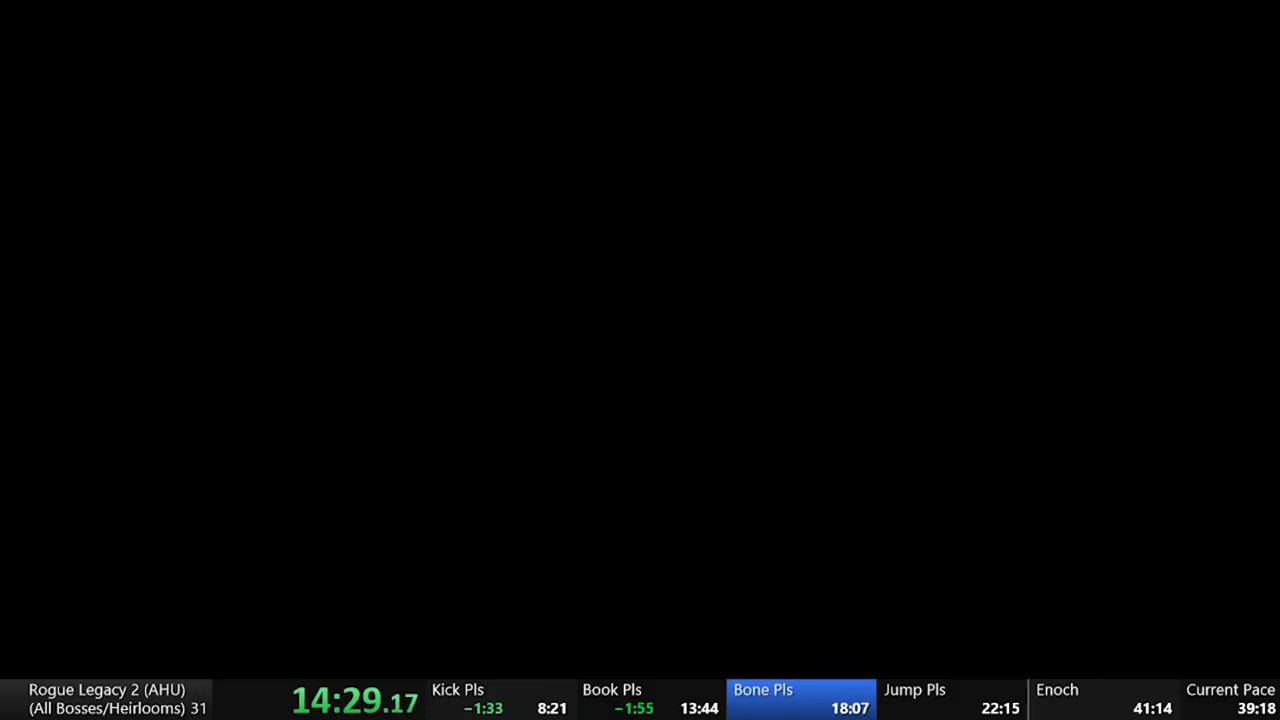 Rogue Legacy 2 (AHU)
(All Bosses/Heirlooms) 31
14:29.17
Kick Pls
−1:33 8:21
Book Pls
−1:55 13:44
Bone Pls
18:07
Jump Pls
22:15
Enoch
41:14
Current Pace
39:18